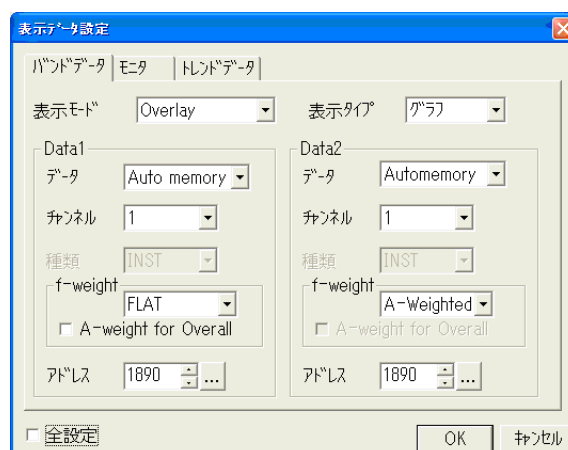 表示ﾃﾞｰﾀ設定
ﾊﾞﾝﾄﾞﾃﾞｰﾀ ﾓﾆﾀ ﾄﾚﾝﾄﾞﾃﾞｰﾀ
表示ﾓｰﾄﾞ Overlay 表示ﾀｲﾌﾟ ｸﾞﾗﾌ
Data1 Data2
ﾃﾞｰﾀ Auto memory ﾃﾞｰﾀ Automemory
ﾁｬﾝﾈﾙ 1 ﾁｬﾝﾈﾙ 1
種類 INST 種類 INST
f-weight f-weight
FLAT A-Weighted
A-weight for Overall A-weight for Overall
ｱﾄﾞﾚｽ 1890 ... ｱﾄﾞﾚｽ 1890 ...
全設定 OK ｷｬﾝｾﾙ